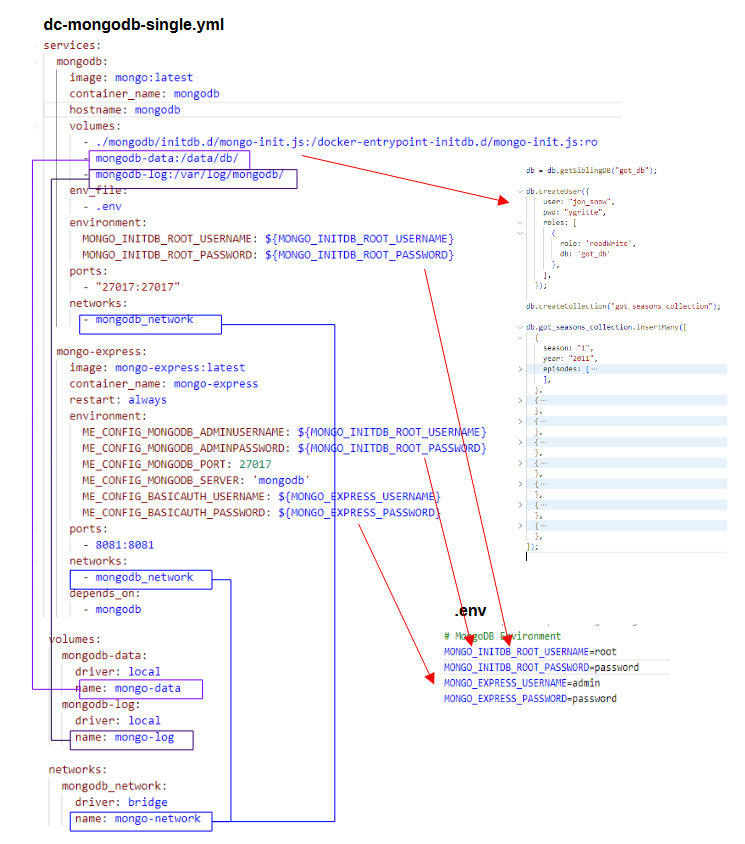 dc-mongodb-single.yml
services:
mongodb:
image: mongo:latest
container_name: mongodb
hostname: mongodb
volumes:
- ./mongodb/initdb.d/mongo-init.js:/docker-entrypoint-initdb.d/mongo-init.js:ro
- mongodb-data:/data/db/
- mongodb-log:/var/log/mongodb/
env_file:
- .env
environment:
MONGO_INITDB_ROOT_USERNAME: ${MONGO_INITDB_ROOT_USERNAME}
MONGO_INITDB_ROOT_PASSWORD: ${MONGO_INITDB_ROOT_PASSWORD}
ports:
- "27017:27017"
networks:
- mongodb_network
mongo-express:
image: mongo-express:latest
container_name: mongo-express
restart: always
environment:
ME_CONFIG_MONGODB_ADMINUSERNAME: ${MONGO_INITDB_ROOT_USERNAME}
ME_CONFIG_MONGODB_ADMINPASSWORD: ${MONGO_INITDB_ROOT_PASSWORD}
ME_CONFIG_MONGODB_PORT: 27017
ME_CONFIG_MONGODB_SERVER: 'mongodb'
ME_CONFIG_BASICAUTH_USERNAME: ${MONGO_EXPRESS_USERNAME}
ME_CONFIG_BASICAUTH_PASSWORD: ${MONGO_EXPRESS_PASSWORD}
ports:
- 8081:8081
networks:
- mongodb_network
depends_on:
- mongodb
volumes:
mongodb-data:
driver: local
name: mongo-data
mongodb-log:
driver: local
name: mongo-log
networks:
mongodb_network:
driver: bridge
name: mongo-network
db = db.getSiblingDB("got_db");
db.createUser({
user: "jon_snow",
pwd: "ygritte",
roles: [
{
role: 'readWrite',
db: 'got_db'
},
],
});
db.createCollection("got_seasons_collection");
db.got_seasons_collection.insertMany([
{
season: "1",
year: "2011",
episodes: [ ...
],
},
{ ...
},
{ ...
},
{ ...
},
{ ...
},
{ ...
},
{ ...
},
{ ...
},
]);
.env
# MongoDB Environment
MONGO_INITDB_ROOT_USERNAME=root
MONGO_INITDB_ROOT_PASSWORD=password
MONGO_EXPRESS_USERNAME=admin
MONGO_EXPRESS_PASSWORD=password